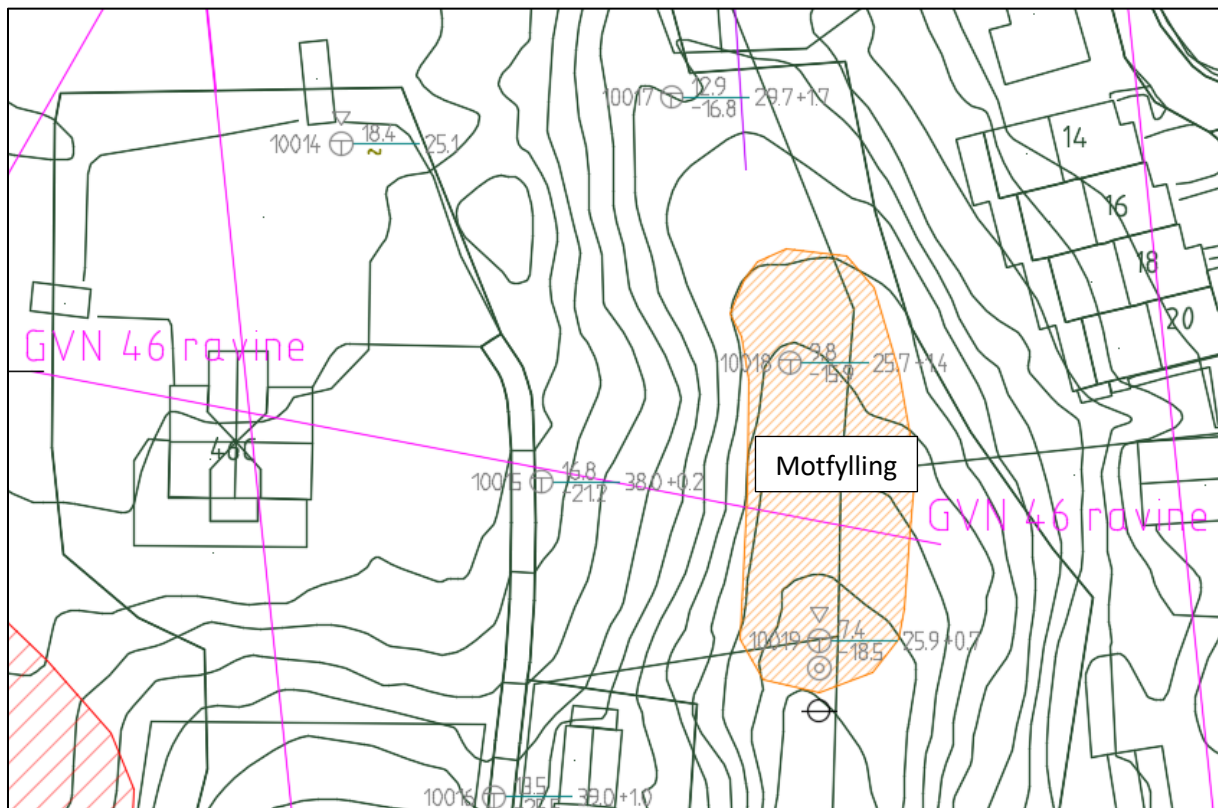 10017 12.9 29.7 +1.7
-16.8
10014 18.4 25.1
~
14
16
18
20
GVN 46 ravine
10018 25.7 +1.4
46C
Motfylling
10015 16.8 38.0 +0.2
-21.2
GVN 46 ravine
10019 7.4 25.9 +0.7
-18.5
10016 39.0 +1.0